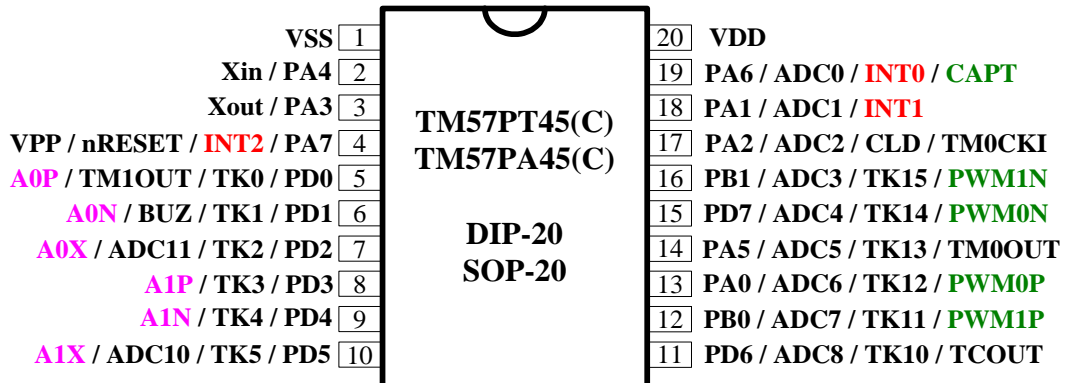 VSS 1
Xin / PA4 2
Xout / PA3 3
VPP / nRESET / INT2 / PA7 4
A0P / TM1OUT / TK0 / PD0 5
A0N / BUZ / TK1 / PD1 6
A0X / ADC11 / TK2 / PD2 7
A1P / TK3 / PD3 8
A1N / TK4 / PD4 9
A1X / ADC10 / TK5 / PD5 10
TM57PT45(C)
TM57PA45(C)
DIP-20
SOP-20
20 VDD
19 PA6 / ADC0 / INT0 / CAPT
18 PA1 / ADC1 / INT1
17 PA2 / ADC2 / CLD / TM0CKI
16 PB1 / ADC3 / TK15 / PWM1N
15 PD7 / ADC4 / TK14 / PWM0N
14 PA5 / ADC5 / TK13 / TM0OUT
13 PA0 / ADC6 / TK12 / PWM0P
12 PB0 / ADC7 / TK11 / PWM1P
11 PD6 / ADC8 / TK10 / TCOUT